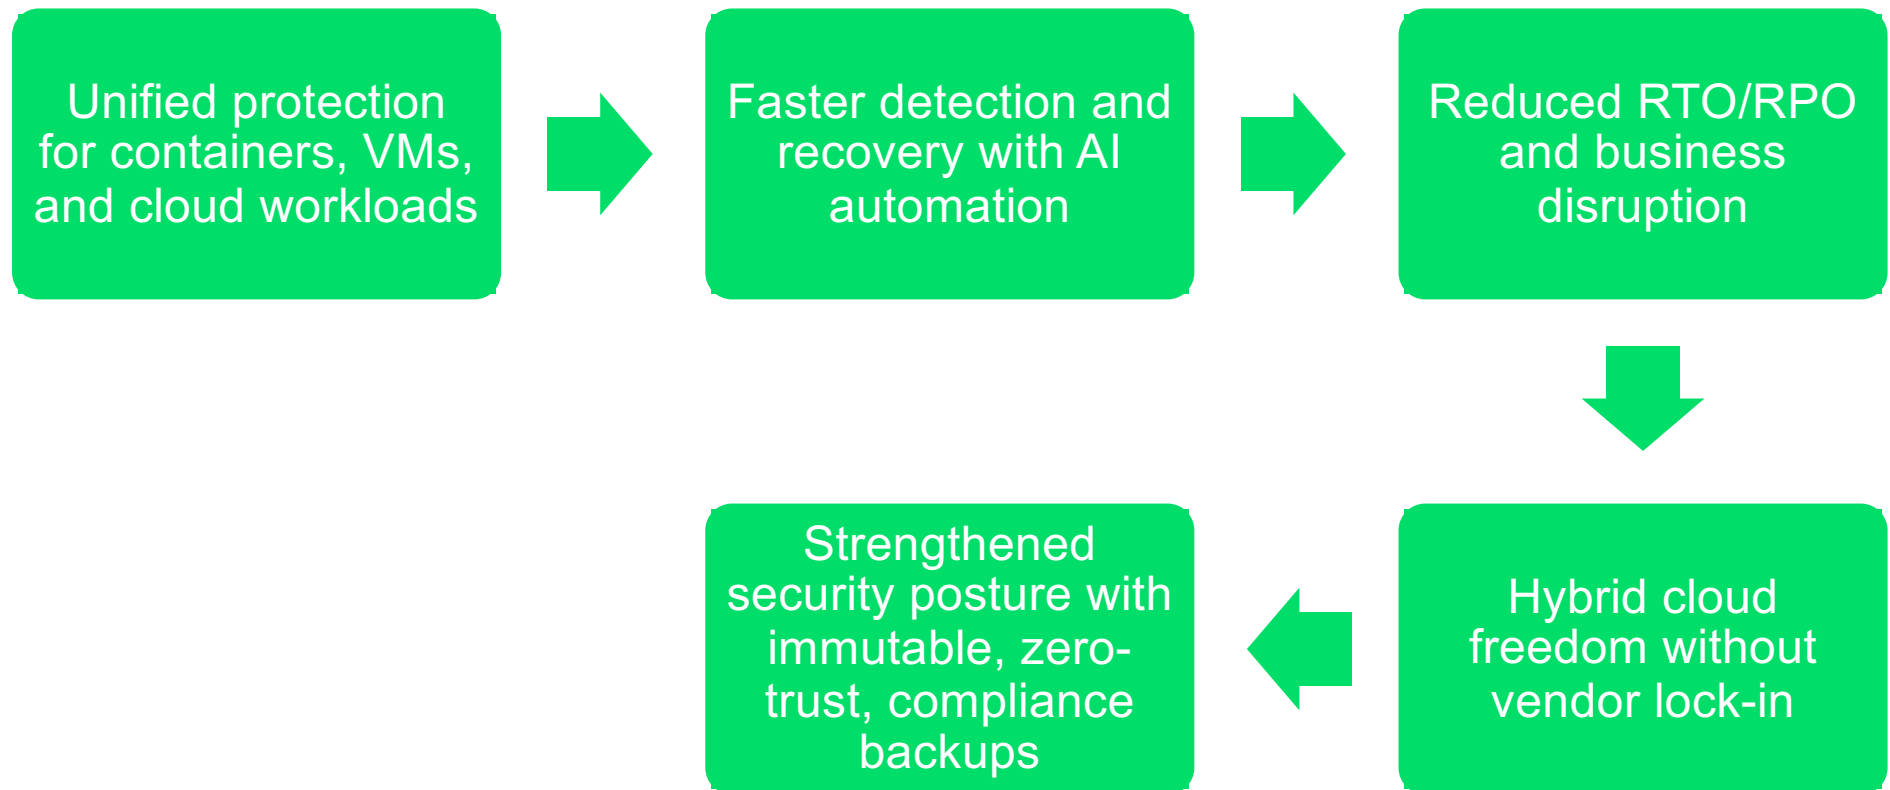 Unified protection
for containers, VMs,
and cloud workloads
Faster detection and
recovery with AI
automation
Reduced RTO/RPO
and business
disruption
Hybrid cloud
freedom without
vendor lock-in
Strengthened
security posture with
immutable, zero-
trust, compliance
backups